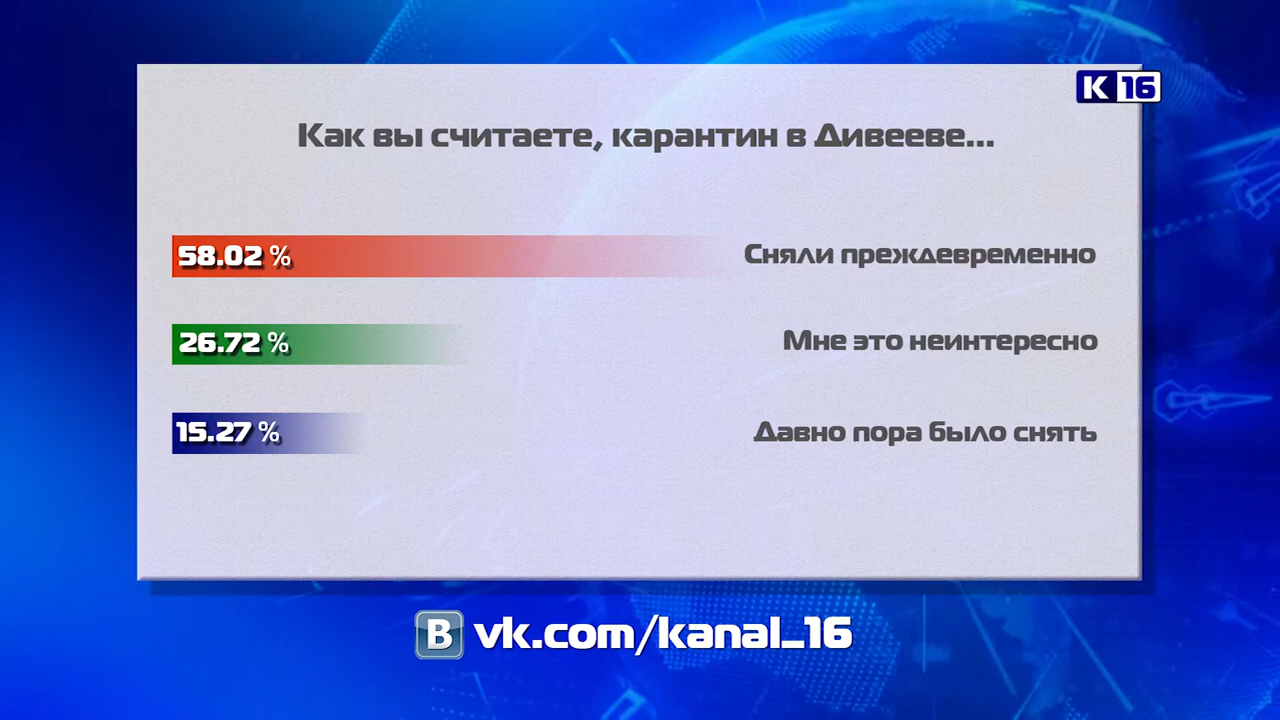 К 16
Как вы считаете, карантин в Дивееве...
58.02 % Сняли преждевременно
26.72 % Мне это неинтересно
15.27 % Давно пора было снять
В vk.com/kanal_16